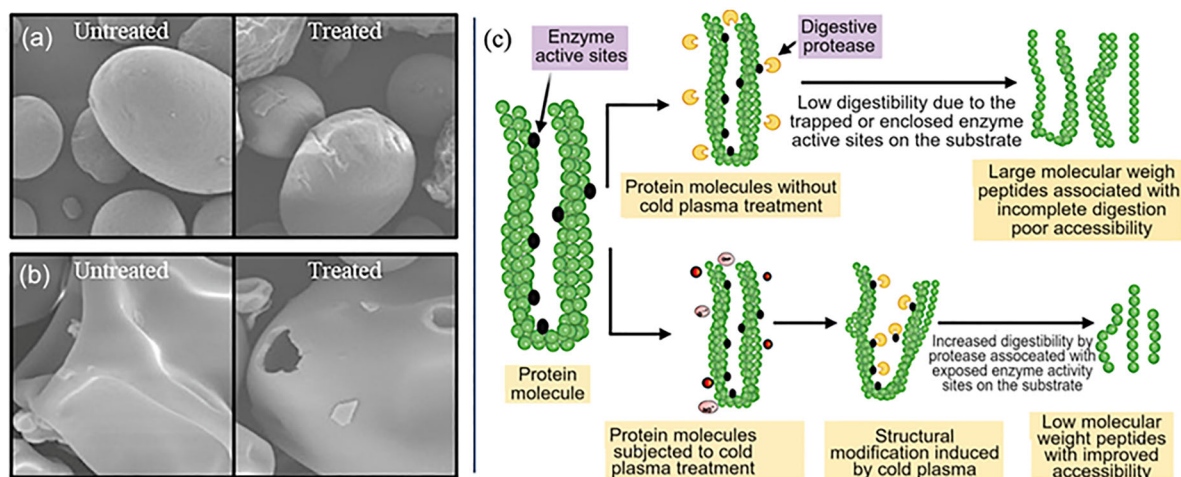 (a)
Untreated
Treated
(b)
Untreated
Treated
(c)
Enzyme
active sites
Protein
molecule
Digestive
protease
Protein molecules without
cold plasma treatment
Low digestibility due to the
trapped or enclosed enzyme
active sites on the substrate
Large molecular weigh
peptides associated with
incomplete digestion
poor accessibility
Protein molecules
subjected to cold
plasma treatment
Structural
modification induced
by cold plasma
Increased digestibility by
protease assoceated with
exposed enzyme activity
sites on the substrate
Low molecular
weight peptides
with improved
accessibility